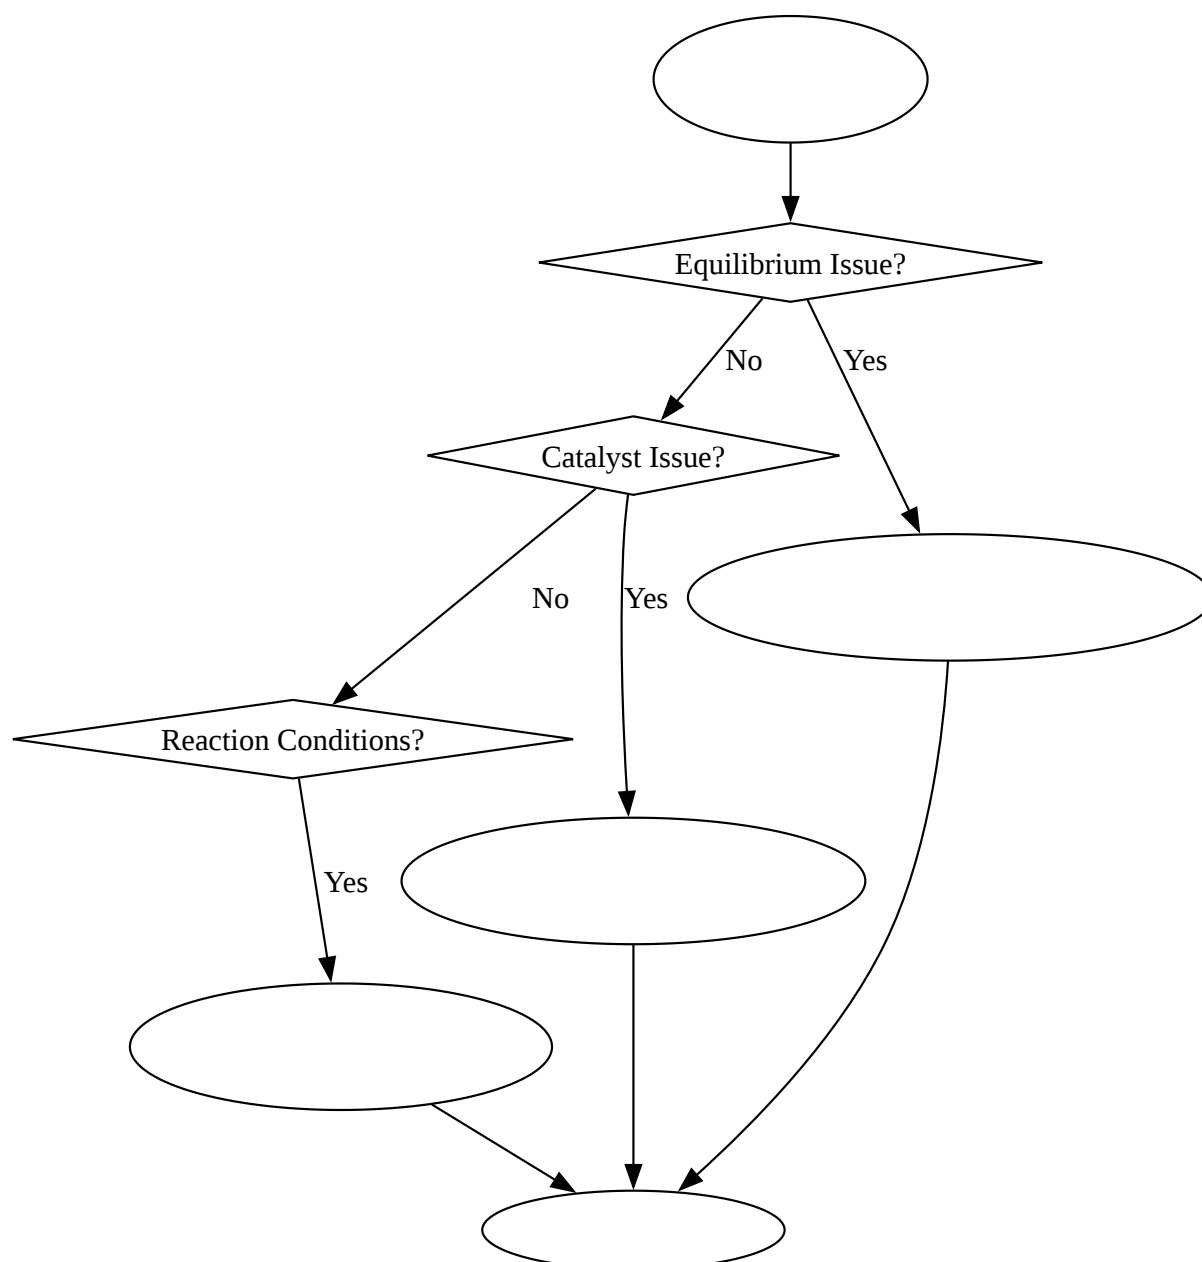 Equilibrium Issue?
No
Yes
Catalyst Issue?
No
Yes
Reaction Conditions?
Yes